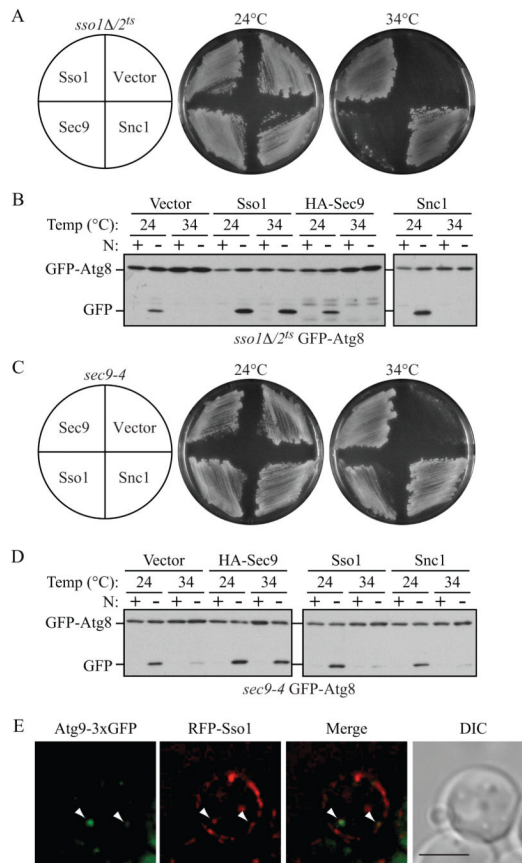 A
sso1Δ/2ts
24°C
34°C
Sso1
Vector
Sec9
Snc1
B
Vector
Sso1
HA-Sec9
Snc1
Temp (°C):
24
34
24
34
24
34
24
34
N:
+
-
+
-
+
-
+
-
+
-
+
-
+
-
+
-
GFP-Atg8
GFP
sso1Δ/2ts GFP-Atg8
C
sec9-4
24°C
34°C
Sec9
Vector
Sso1
Snc1
D
Vector
HA-Sec9
Sso1
Snc1
Temp (°C):
24
34
24
34
24
34
24
34
N:
+
-
+
-
+
-
+
-
+
-
+
-
+
-
+
-
GFP-Atg8
GFP
sec9-4 GFP-Atg8
E
Atg9-3xGFP
RFP-Sso1
Merge
DIC